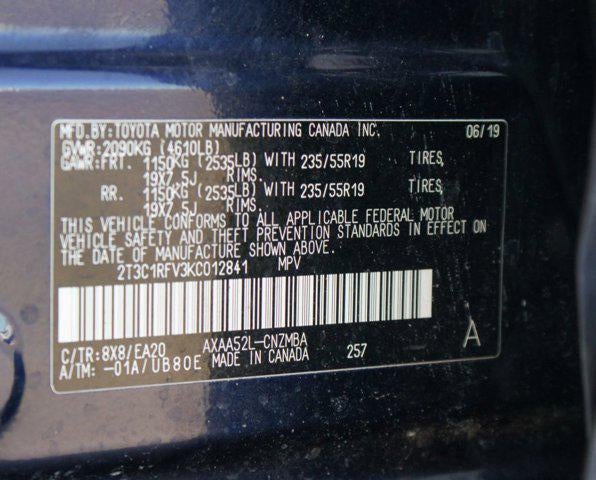 MFD.BY:TOYOTA MOTOR MANUFACTURING CANADA INC. 06/19
GVWR:2090KG (4610LB)
GAWR:FRT. 1150KG (2535LB) WITH 235/55R19 TIRES,
19X7.5J RIMS.
RR. 1150KG (2535LB) WITH 235/55R19 TIRES,
19X7.5J RIMS.
THIS VEHICLE CONFORMS TO ALL APPLICABLE FEDERAL MOTOR
VEHICLE SAFETY AND THEFT PREVENTION STANDARDS IN EFFECT ON
THE DATE OF MANUFACTURE SHOWN ABOVE.
2T3C1RFV3KC012841 MPV
C/TR:8X8/EA20 AXAA52L-CNZMBA
A/TM: -01A/UB80E MADE IN CANADA 257 A